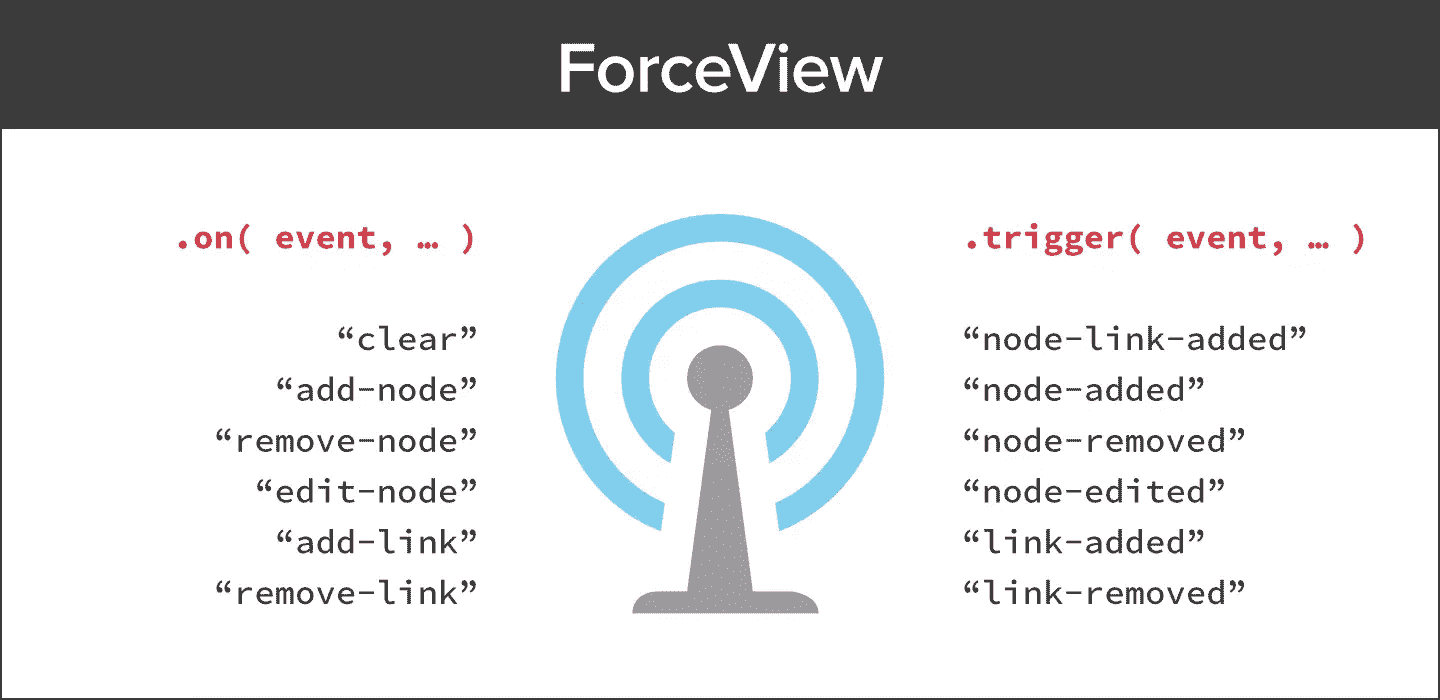 ForceView
.on( event, … )
“clear”
“add-node”
“remove-node”
“edit-node”
“add-link”
“remove-link”
.trigger( event, … )
“node-link-added”
“node-added”
“node-removed”
“node-edited”
“link-added”
“link-removed”